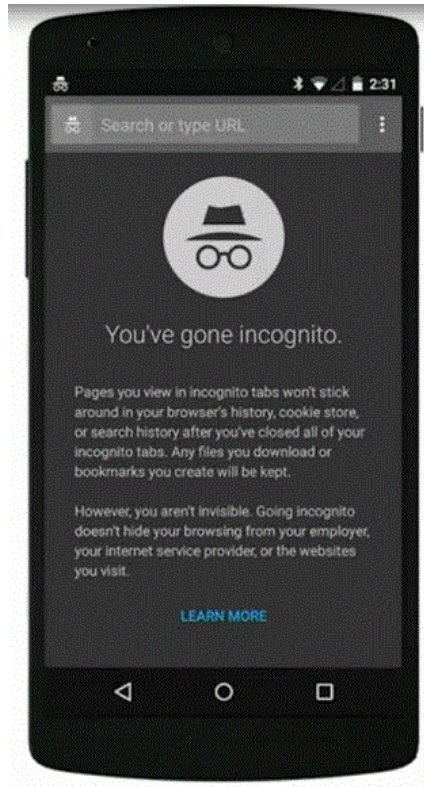 2:31
Search or type URL
You've gone incognito.
Pages you view in incognito tabs won't stick
around in your browser's history, cookie store,
or search history after you've closed all of your
incognito tabs. Any files you download or
bookmarks you create will be kept.
However, you aren't invisible. Going incognito
doesn't hide your browsing from your employer,
your internet service provider, or the websites
you visit.
LEARN MORE